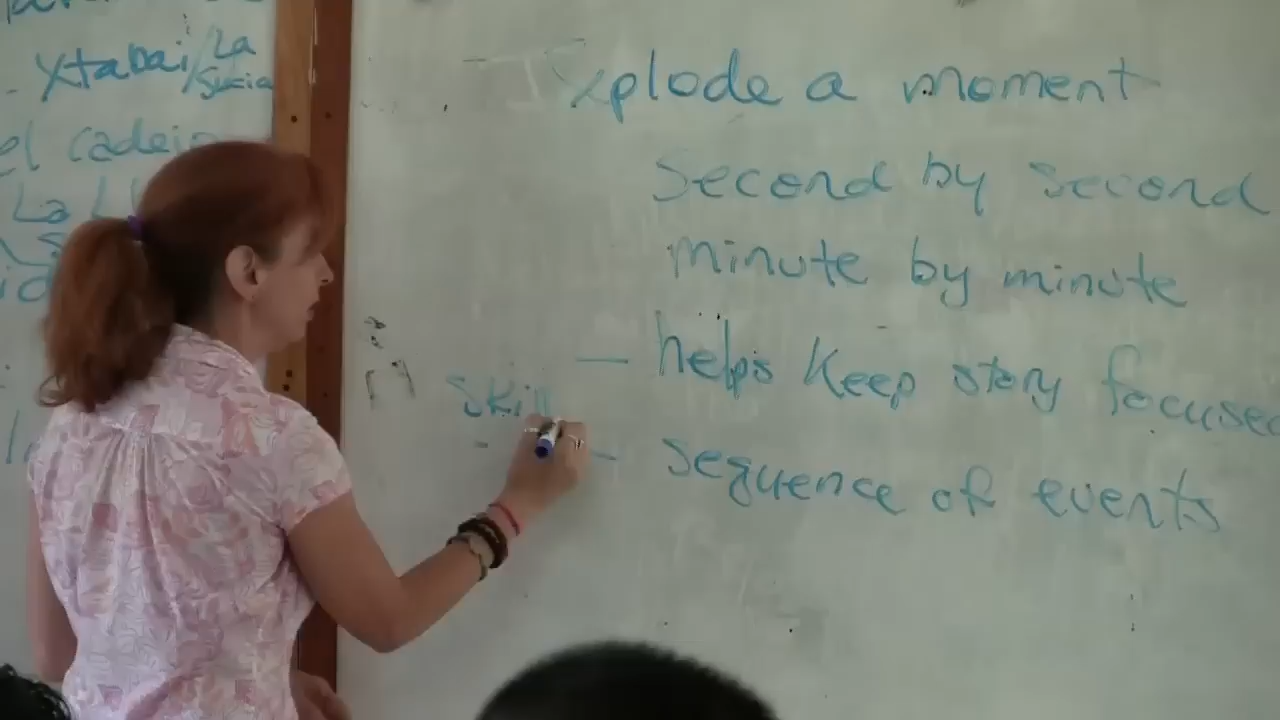 Xtabai/La
Sucia
el cadejo
La
xplode a moment
Second by second
minute by minute
- helps keep story focused
skill
- sequence of events